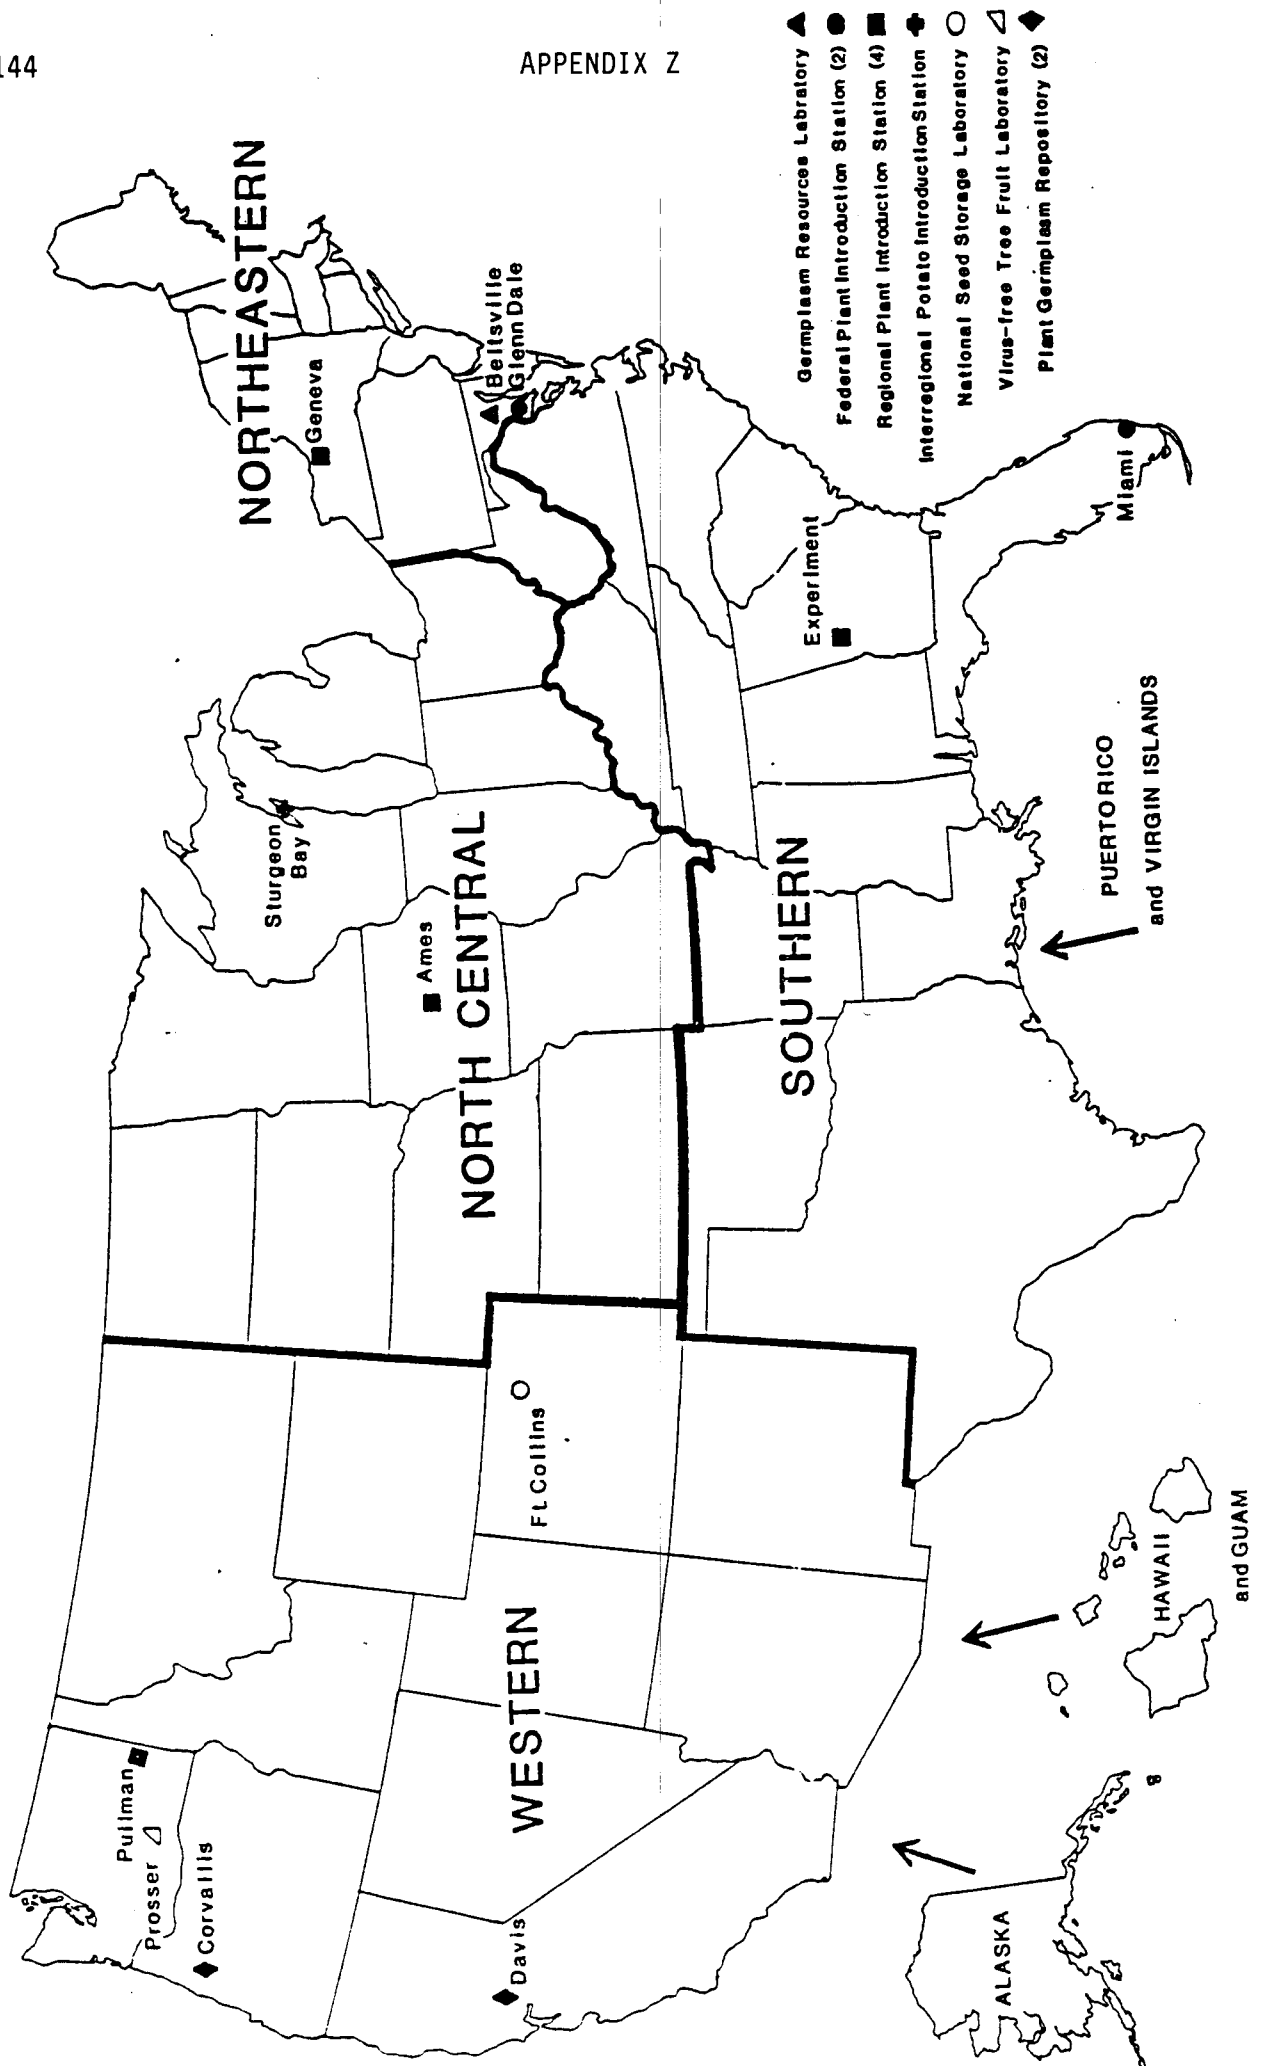 144
APPENDIX Z
NORTHEASTERN
Geneva
Beltsville
Glenn Dale
Sturgeon
Bay
Ames
NORTH CENTRAL
Experiment
Miami
SOUTHERN
PUERTO RICO
and VIRGIN ISLANDS
Ft. Collins
WESTERN
Pullman
Prosser
Corvallis
Davis
ALASKA
HAWAII
and GUAM
Germplasm Resources Labratory
Federal Plant Introduction Station (2)
Regional Plant Introduction Station (4)
Interregional Potato Introduction Station
National Seed Storage Laboratory
Virus-free Tree Fruit Laboratory
Plant Germplasm Repository (2)